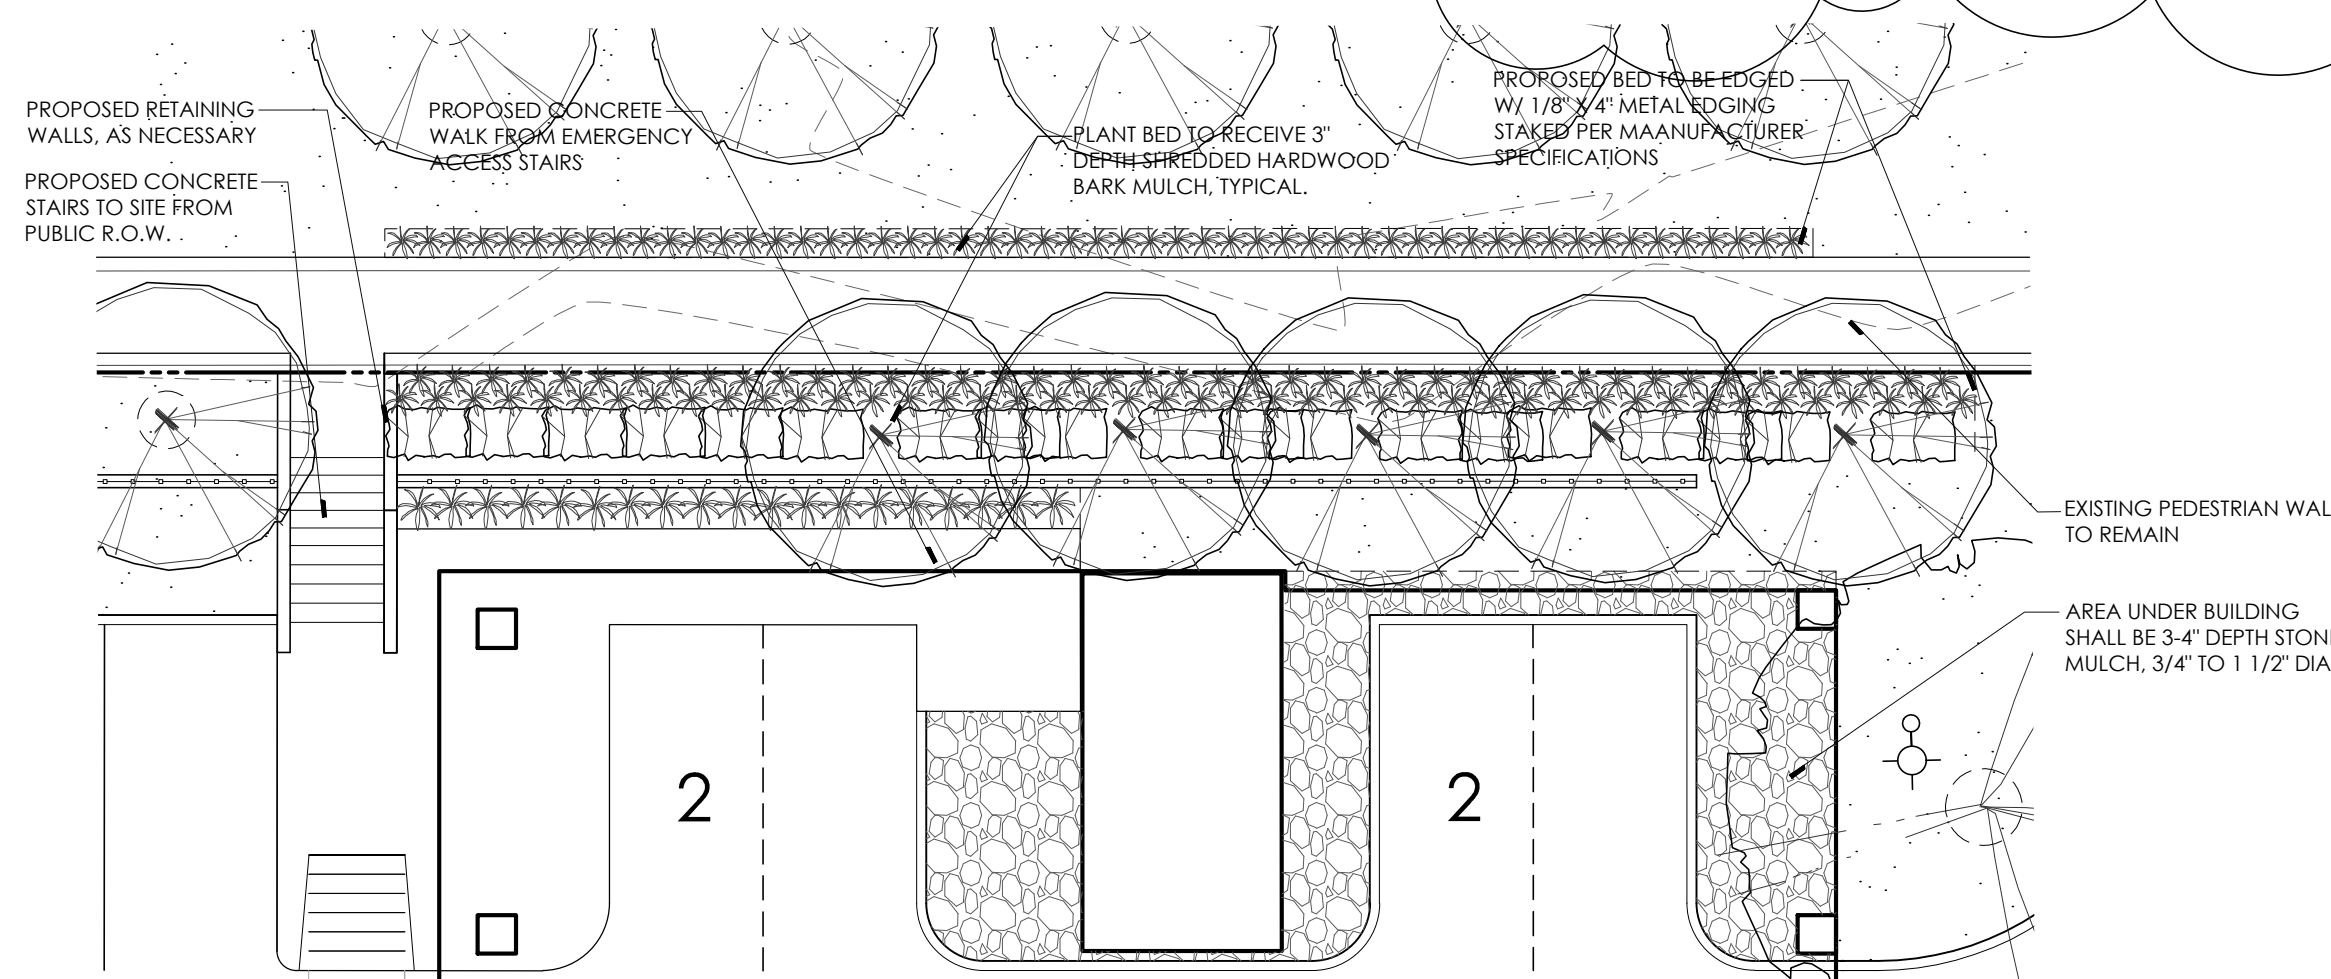 PROPOSED RETAINING
WALLS, AS NECESSARY
PROPOSED CONCRETE
STAIRS TO SITE FROM
PUBLIC R.O.W.
PROPOSED CONCRETE
WALK FROM EMERGENCY
ACCESS STAIRS
PLANT BED TO RECEIVE 3"
DEPTH SHREDDED HARDWOOD
BARK MULCH, TYPICAL.
PROPOSED BED TO BE EDGED
W/ 1/8" X 4" METAL EDGING
STAKED PER MAANUFACTURER
SPECIFICATIONS
EXISTING PEDESTRIAN WAL
TO REMAIN
AREA UNDER BUILDING
SHALL BE 3-4" DEPTH STON
MULCH, 3/4" TO 1 1/2" DIA
2
2